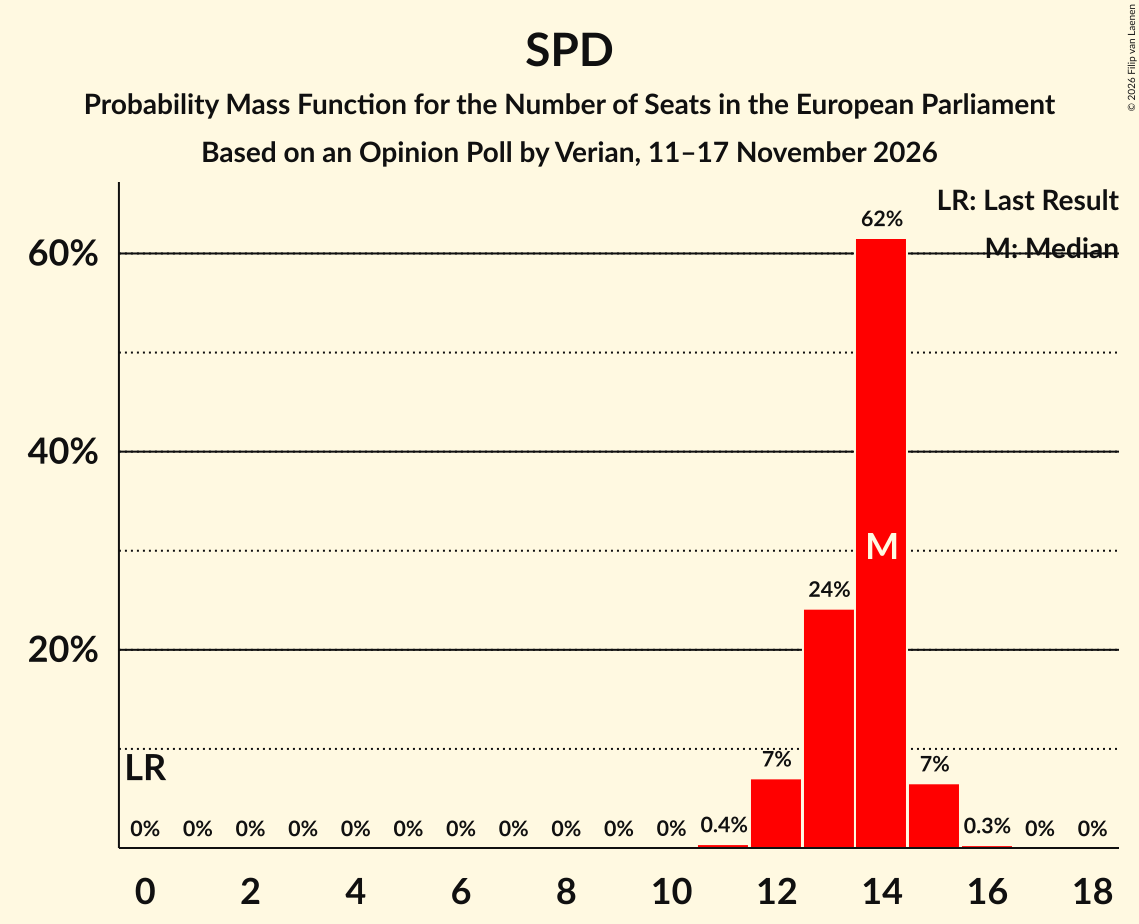 SPD
Probability Mass Function for the Number of Seats in the European Parliament
Based on an Opinion Poll by Verian, 11–17 November 2026
© 2026 Filip van Laenen
LR: Last Result
M: Median
62%
60%
40%
M
24%
20%
LR
7%
7%
0% 0% 0% 0% 0% 0% 0% 0% 0% 0% 0% 0.4% 0.3% 0% 0%
0 2 4 6 8 10 12 14 16 18